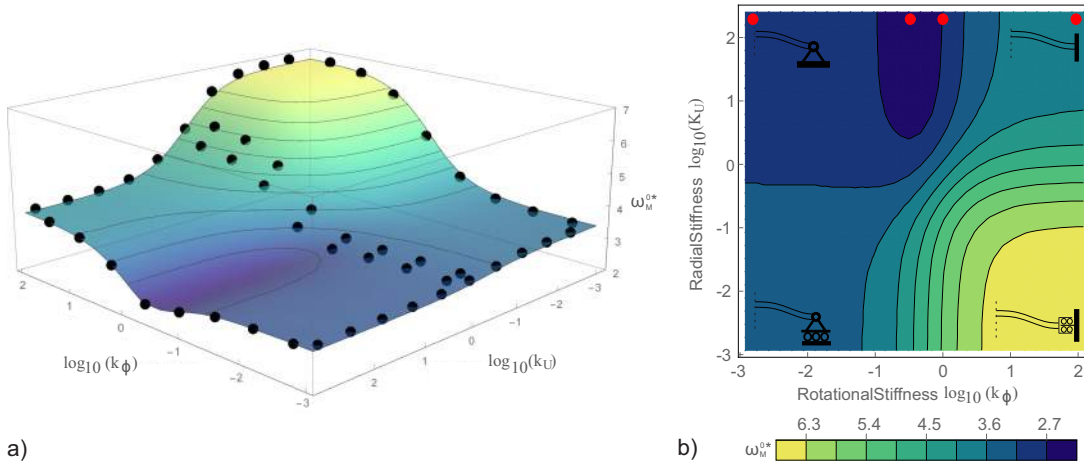 7
6
5
4
3
2
ω_M^0*
2
1
0
-1
-2
-3
log10 (kϕ)
2
1
0
-1
-2
-3
log10(kU)
a)
RadialStiffness log10(KU)
2
1
0
-1
-2
-3
-3 -2 -1 0 1 2
RotationalStiffness log10 (kϕ)
b)
ω_M^0*
6.3 5.4 4.5 3.6 2.7